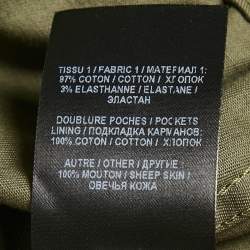 TISSU 1 / FABRIC 1 / МАТЕРИАЛ 1:
97% COTON / COTTON / ХЛОПОК
3% ELASTHANNE / ELASTANE /
ЭЛАСТАН
DOUBLURE POCHES / POCKETS
LINING / ПОДКЛАДКА КАРМАНОВ:
100% COTON / COTTON / ХЛОПОК
AUTRE / OTHER / ДРУГИЕ :
100% MOUTON / SHEEP SKIN /
ОВЕЧЬЯ КОЖА